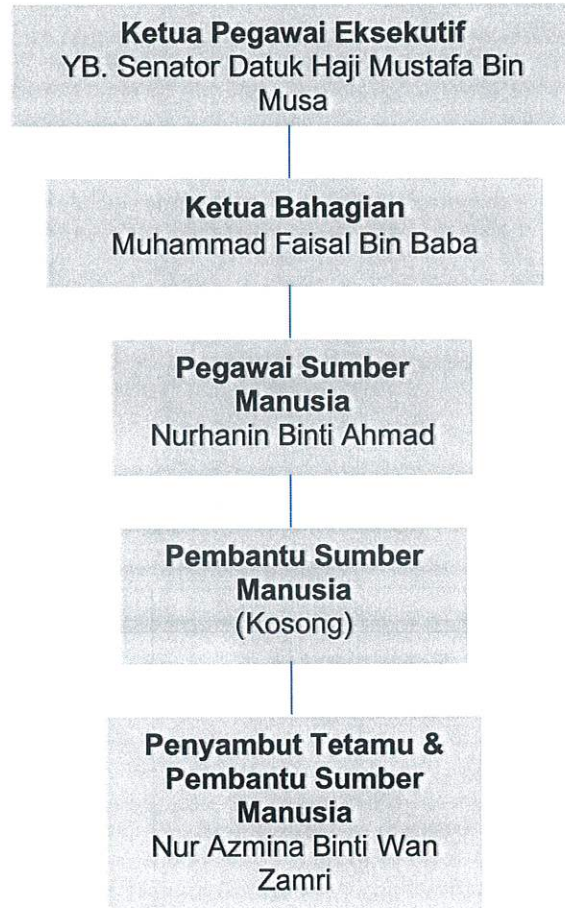 Ketua Pegawai Eksekutif
YB. Senator Datuk Haji Mustafa Bin
Musa
Ketua Bahagian
Muhammad Faisal Bin Baba
Pegawai Sumber
Manusia
Nurhanin Binti Ahmad
Pembantu Sumber
Manusia
(Kosong)
Penyambut Tetamu &
Pembantu Sumber
Manusia
Nur Azmina Binti Wan
Zamri